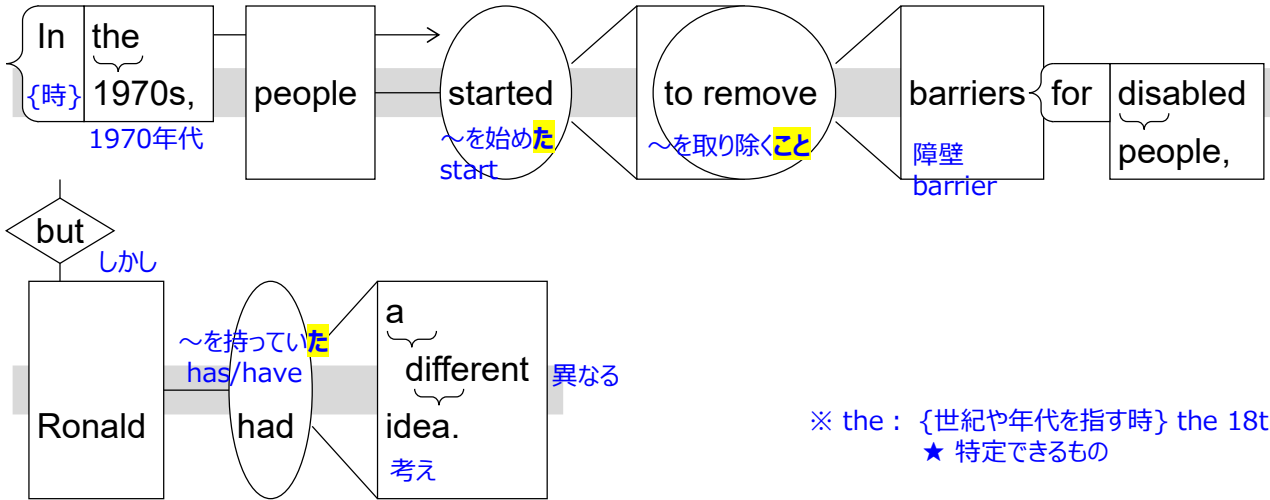 In the people started to remove barriers for disabled
{時} 1970s, people,
1970年代 ～を始めた ～を取り除くこと 障壁
start barrier
but
しかし
Ronald had a different idea.
～を持っていた 異なる
has/have 考え
※ the： {世紀や年代を指す時} the 18t
★ 特定できるもの